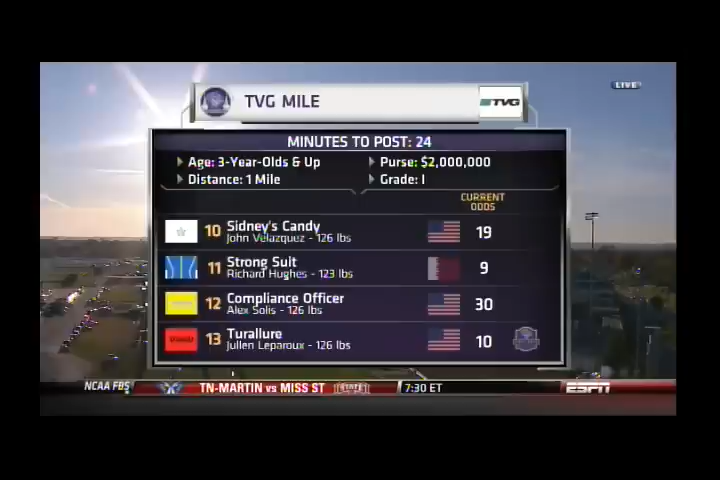 LIVE
TVG MILE
TVG
MINUTES TO POST: 24
Age: 3-Year-Olds & Up
Purse: $2,000,000
Distance: 1 Mile
Grade: I
CURRENT
ODDS
10 Sidney's Candy 19
John Velazquez - 126 lbs
11 Strong Suit 9
Richard Hughes - 123 lbs
12 Compliance Officer 30
Alex Solis - 126 lbs
13 Turallure 10
Julien Leparoux - 126 lbs
NCAA FBS TN-MARTIN vs MISS ST STATE 7:30 ET ESPN